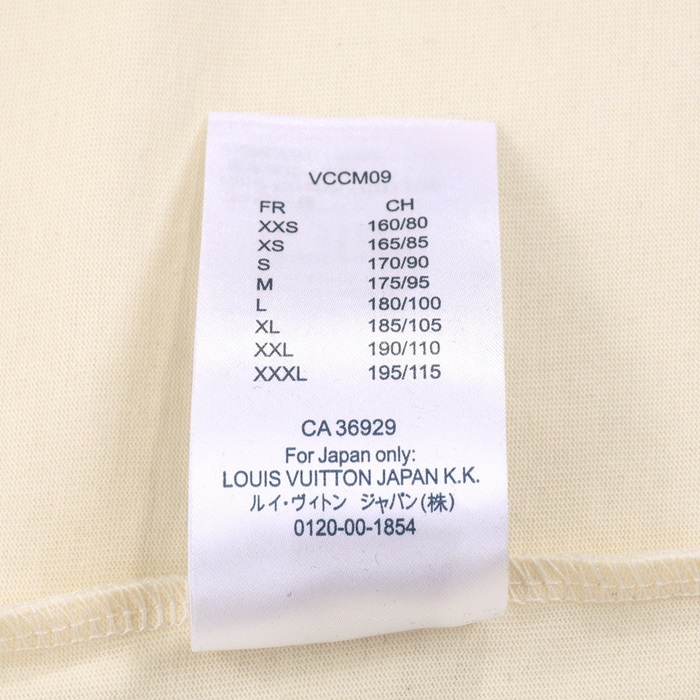 VCCM09
FR CH
XXS 160/80
XS 165/85
S 170/90
M 175/95
L 180/100
XL 185/105
XXL 190/110
XXXL 195/115
CA 36929
For Japan only:
LOUIS VUITTON JAPAN K.K.
ルイ・ヴィトン ジャパン(株)
0120-00-1854